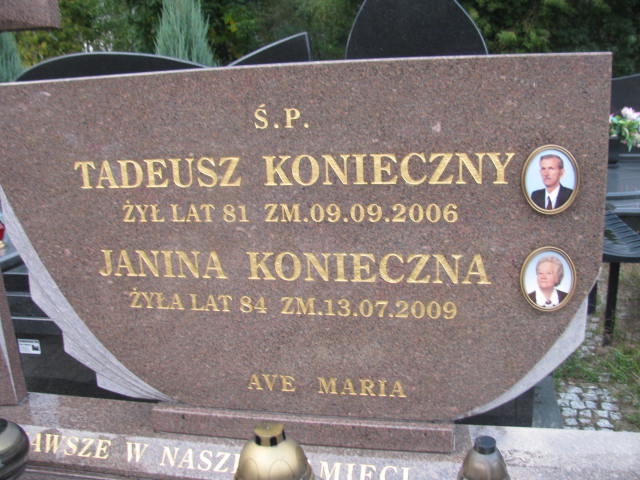 Ś.P.
TADEUSZ KONIECZNY
ŻYŁ LAT 81 ZM.09.09.2006
JANINA KONIECZNA
ŻYŁA LAT 84 ZM.13.07.2009
AVE MARIA
W